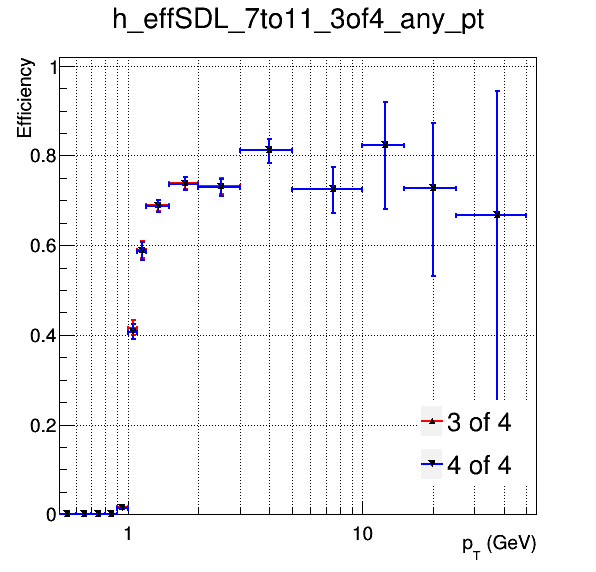 h_effSDL_7to11_3of4_any_pt
Efficiency
1
0.8
0.6
0.4
0.2
0
3 of 4
4 of 4
1
10
p_T (GeV)